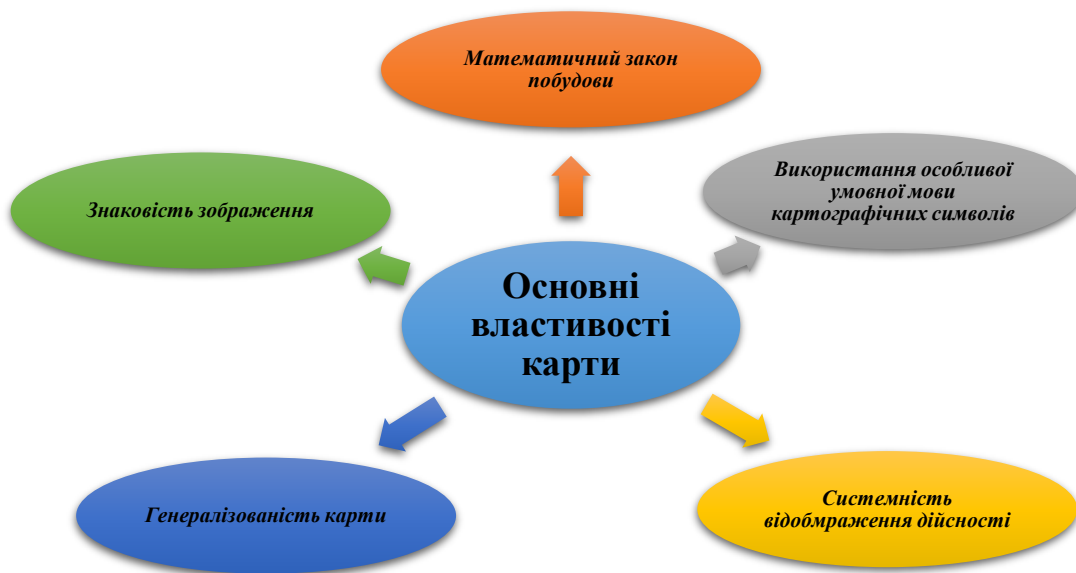 Математичний закон
побудови
Знаковість зображення
Використання особливої
умовної мови
картографічних символів
Основні
властивості
карти
Генералізованість карти
Системність
відобмраження дійсності